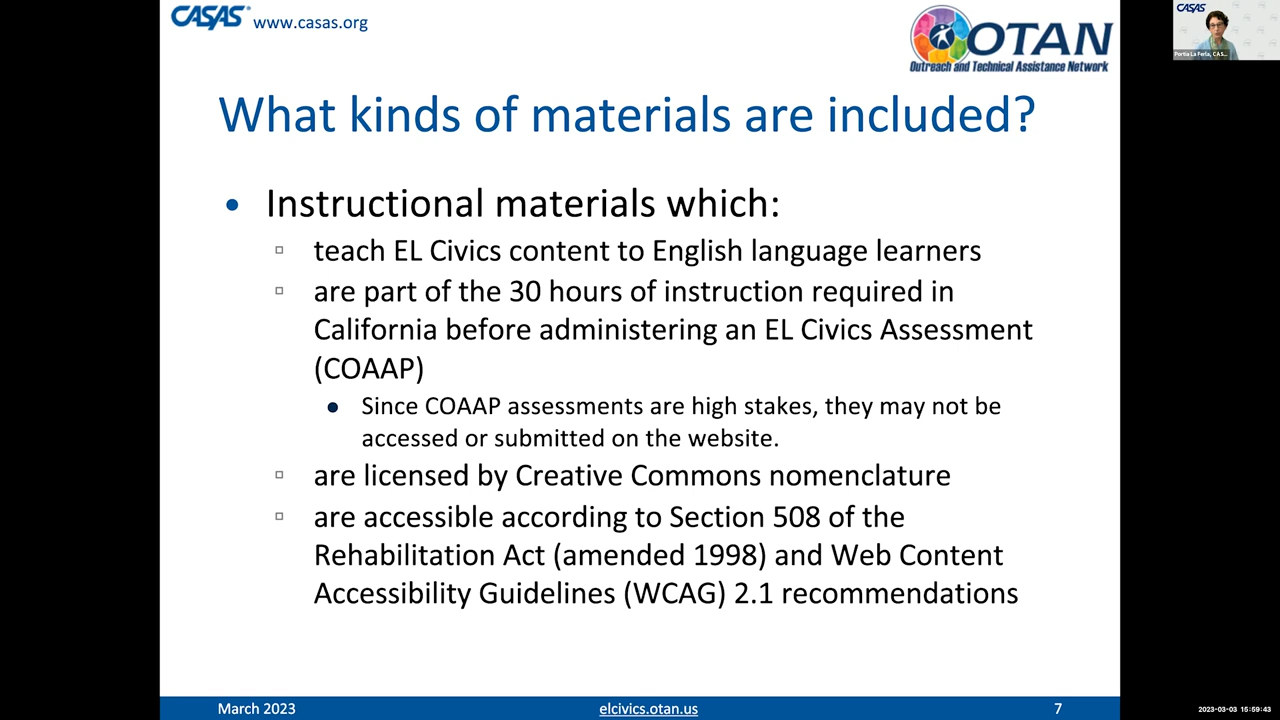 CASAS® www.casas.org
OTAN
Outreach and Technical Assistance Network
CASAS
Portia La Ferla, CAS...
What kinds of materials are included?
• Instructional materials which:
▫ teach EL Civics content to English language learners
▫ are part of the 30 hours of instruction required in
California before administering an EL Civics Assessment
(COAAP)
• Since COAAP assessments are high stakes, they may not be
accessed or submitted on the website.
▫ are licensed by Creative Commons nomenclature
▫ are accessible according to Section 508 of the
Rehabilitation Act (amended 1998) and Web Content
Accessibility Guidelines (WCAG) 2.1 recommendations
March 2023 elcivics.otan.us 7
2023-03-03 15:59:43